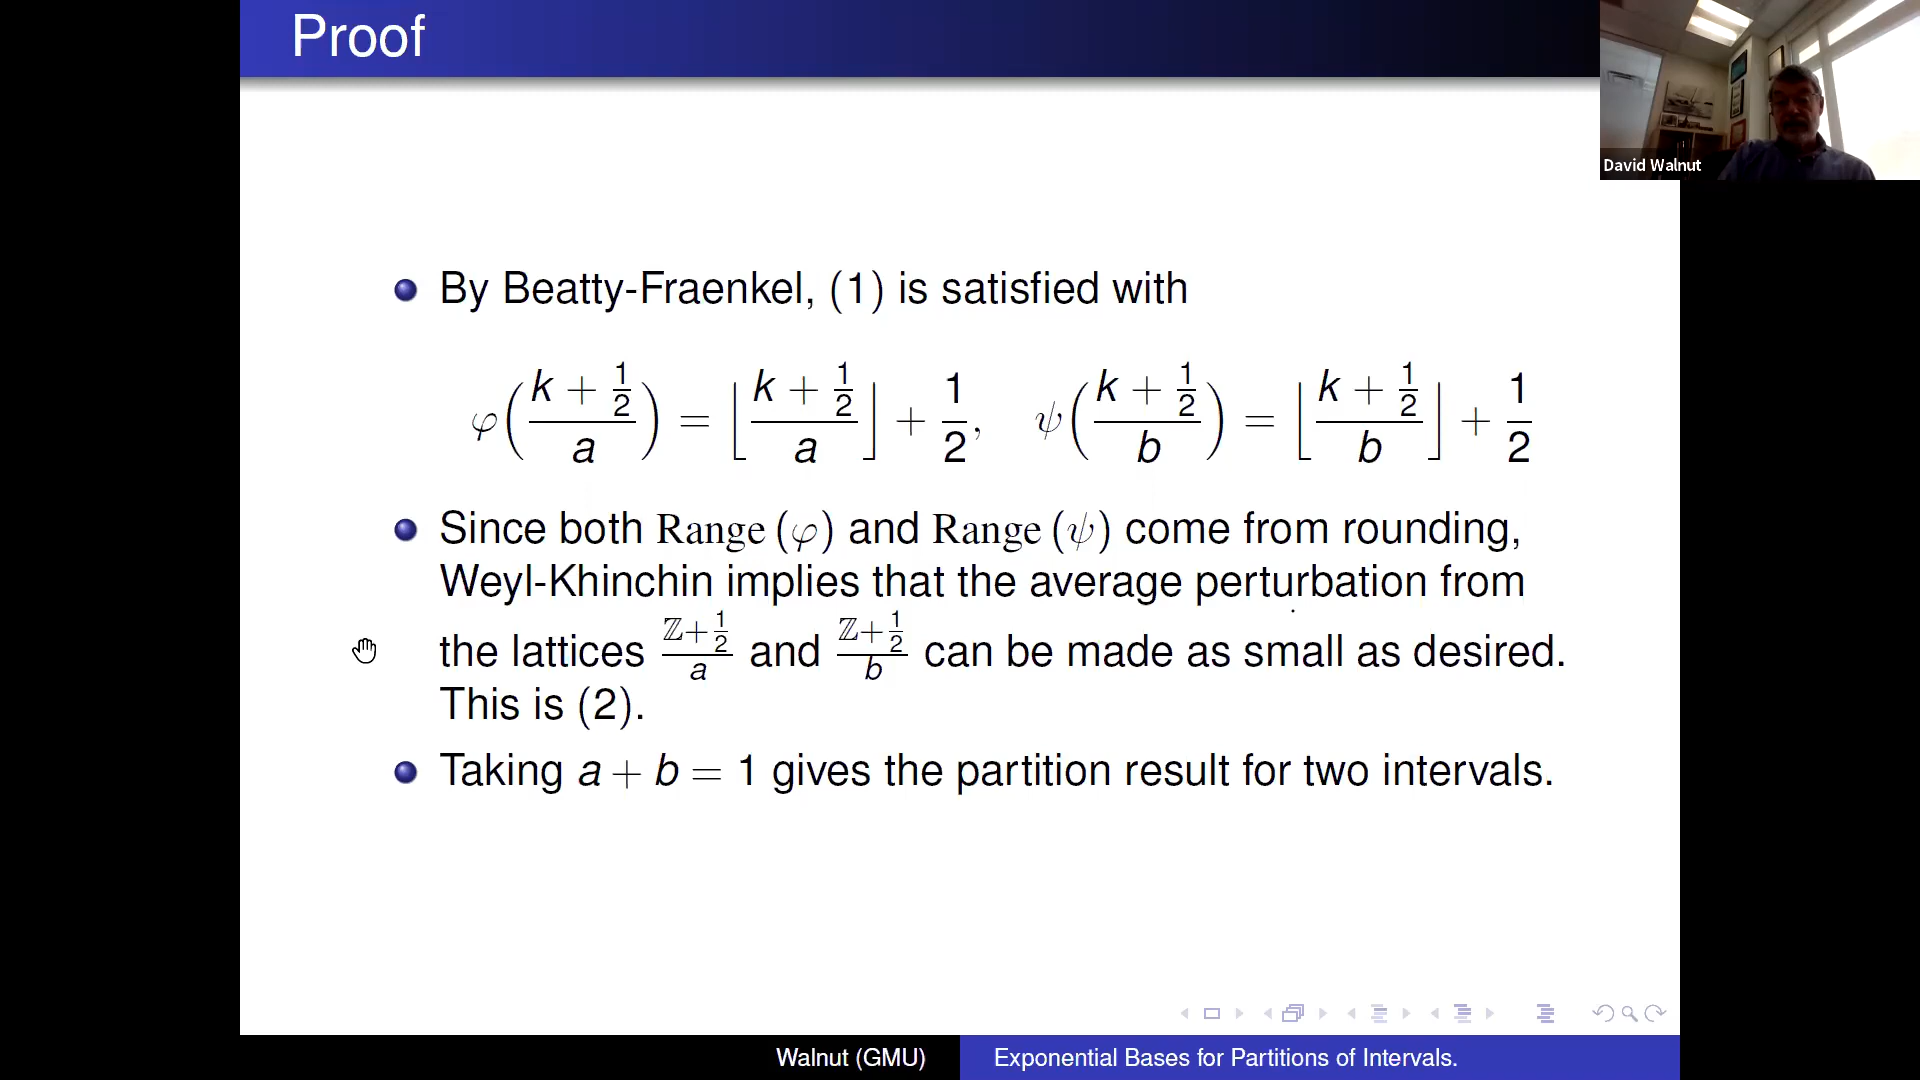 Proof
David Walnut
By Beatty-Fraenkel, (1) is satisfied with
φ((k + 1/2)/a) = ⌊(k + 1/2)/a⌋ + 1/2, ψ((k + 1/2)/b) = ⌊(k + 1/2)/b⌋ + 1/2
Since both Range (φ) and Range (ψ) come from rounding,
Weyl-Khinchin implies that the average perturbation from
the lattices (ℤ+1/2)/a and (ℤ+1/2)/b can be made as small as desired.
This is (2).
Taking a + b = 1 gives the partition result for two intervals.
Walnut (GMU) Exponential Bases for Partitions of Intervals.